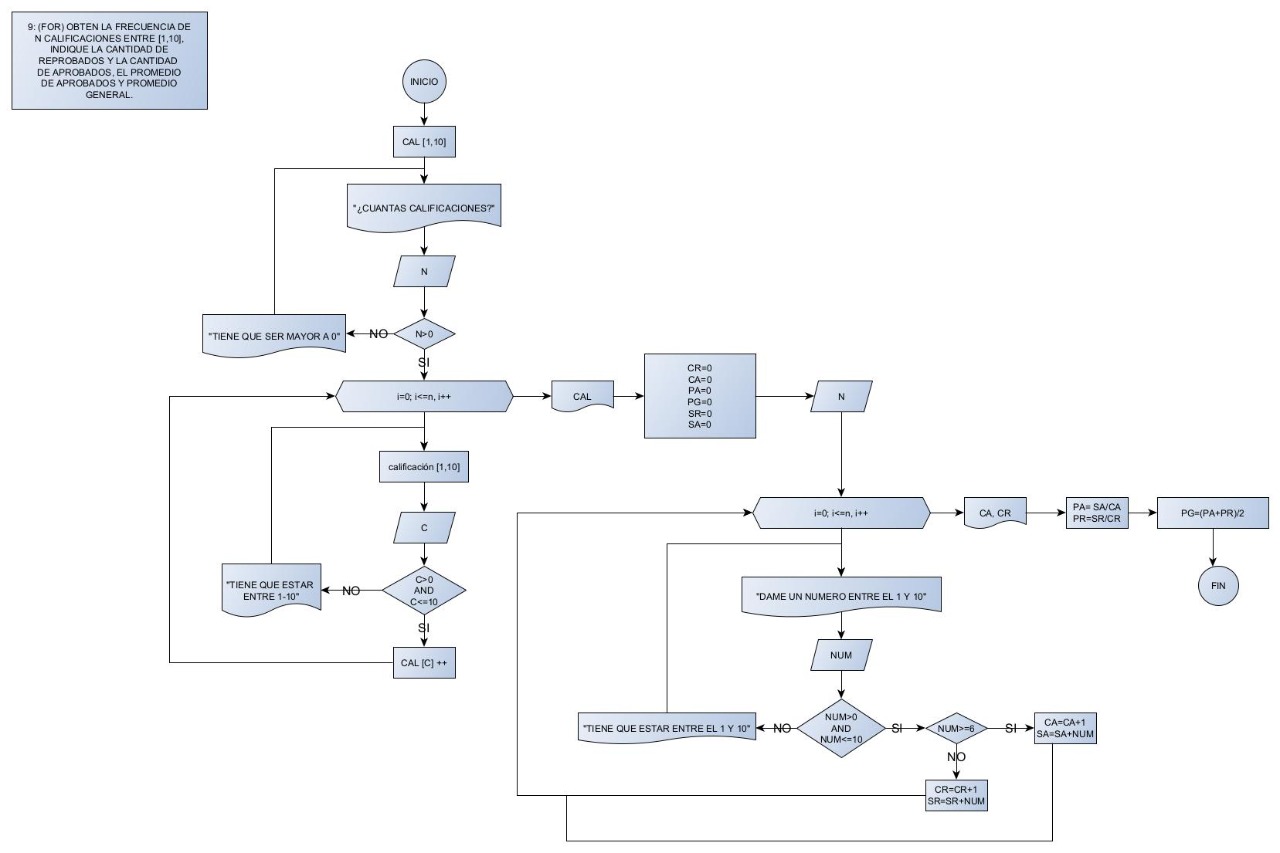 9: (FOR) OBTEN LA FRECUENCIA DE
N CALIFICACIONES ENTRE [1,10],
INDIQUE LA CANTIDAD DE
REPROBADOS Y LA CANTIDAD
DE APROBADOS, EL PROMEDIO
DE APROBADOS Y PROMEDIO
GENERAL.
INICIO
CAL [1,10]
"¿CUANTAS CALIFICACIONES?"
N
N>0
NO
"TIENE QUE SER MAYOR A 0"
SI
i=0; i<=n, i++
calificación [1,10]
C
C>0
AND
C<=10
NO
"TIENE QUE ESTAR
ENTRE 1-10"
SI
CAL [C] ++
CAL
CR=0
CA=0
PA=0
PG=0
SR=0
SA=0
N
i=0; i<=n, i++
"DAME UN NUMERO ENTRE EL 1 Y 10"
NUM
NUM>0
AND
NUM<=10
NO
"TIENE QUE ESTAR ENTRE EL 1 Y 10"
SI
NUM>=6
SI
CA=CA+1
SA=SA+NUM
NO
CR=CR+1
SR=SR+NUM
CA, CR
PA= SA/CA
PR=SR/CR
PG=(PA+PR)/2
FIN